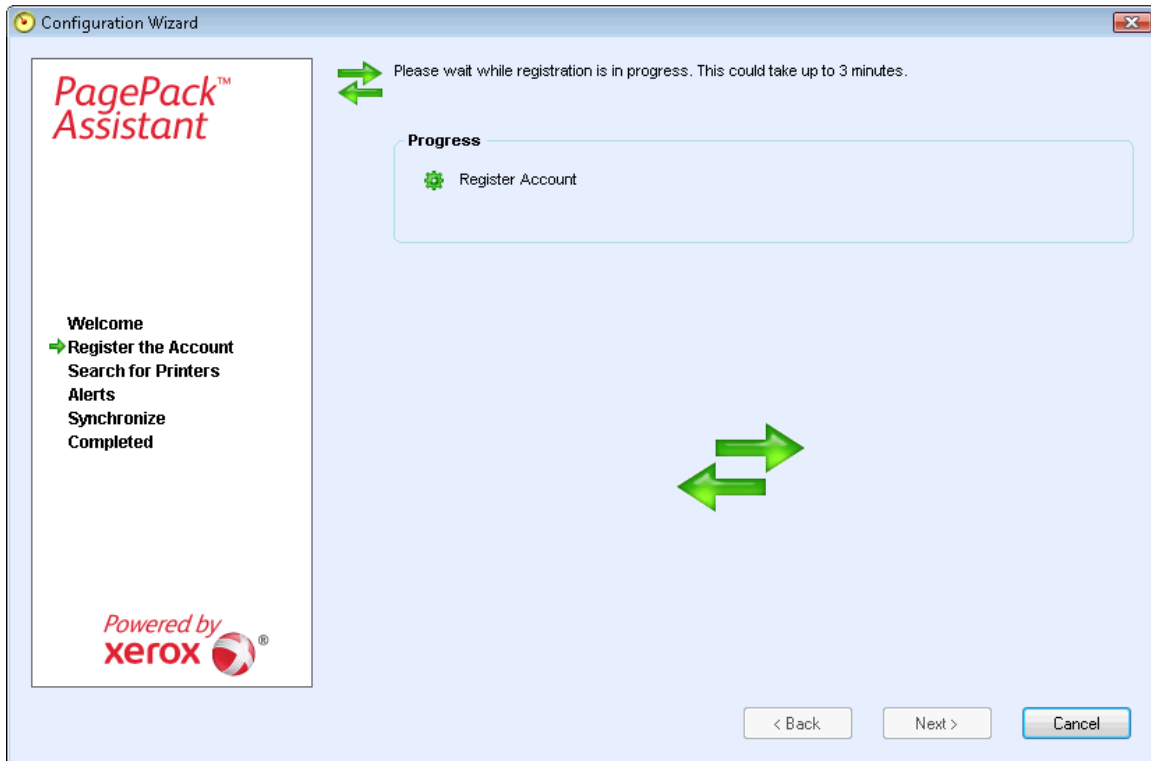 Configuration Wizard
PagePack™
Assistant
Please wait while registration is in progress. This could take up to 3 minutes.
Progress
Register Account
Welcome
Register the Account
Search for Printers
Alerts
Synchronize
Completed
Powered by
xerox ®
< Back Next > Cancel